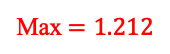 Max = 1.212